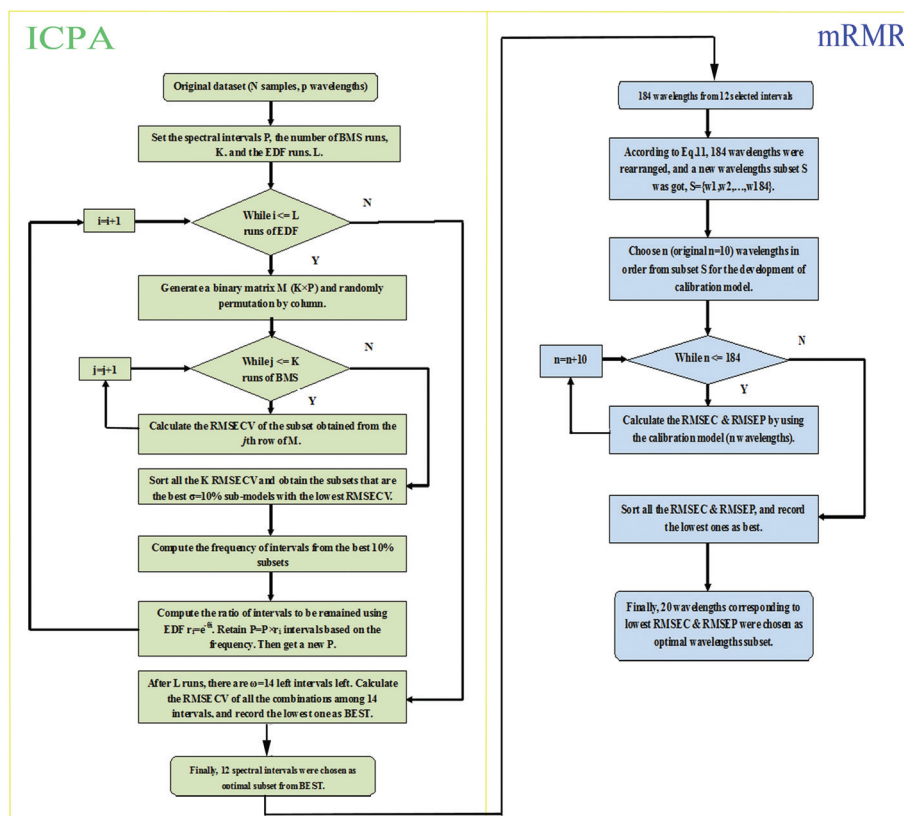 ICPA
Original dataset (N samples, p wavelengths)
Set the spectral intervals P, the number of BMS runs,
K. and the EDF runs. L.
While i <= L
runs of EDF
N
i=i+1
Y
Generate a binary matrix M (K×P) and randomly
permutation by column.
While j <= K
runs of BMS
N
j=j+1
Y
Calculate the RMSECV of the subset obtained from the
jth row of M.
Sort all the K RMSECV and obtain the subsets that are
the best σ=10% sub-models with the lowest RMSECV.
Compute the frequency of intervals from the best 10%
subsets
Compute the ratio of intervals to be remained using
EDF rᵢ=e^-θi. Retain P=P×rᵢ intervals based on the
frequency. Then get a new P.
After L runs, there are ω=14 left intervals left. Calculate
the RMSECV of all the combinations among 14
intervals, and record the lowest one as BEST.
Finally, 12 spectral intervals were chosen as
optimal subset from BEST.
mRMR
184 wavelengths from 12 selected intervals
According to Eq.11, 184 wavelengths were
rearranged, and a new wavelengths subset S
was got, S={w1,w2,...,w184}.
Choose n (original n=10) wavelengths in
order from subset S for the development of
calibration model.
While n <= 184
N
n=n+10
Y
Calculate the RMSEC & RMSEP by using
the calibration model (n wavelengths).
Sort all the RMSEC & RMSEP, and record
the lowest ones as best.
Finally, 20 wavelengths corresponding to
lowest RMSEC & RMSEP were chosen as
optimal wavelengths subset.